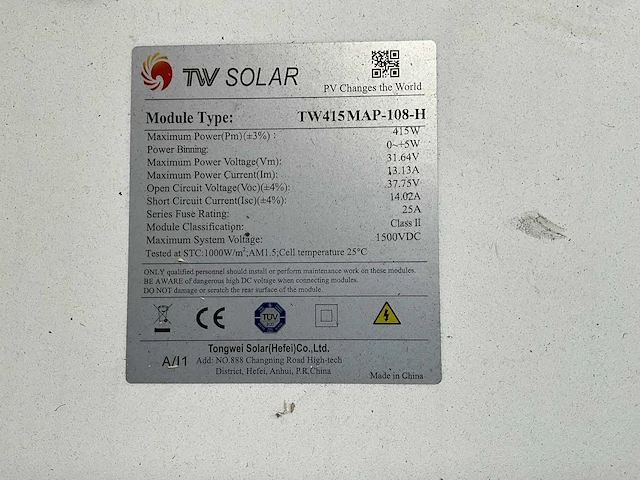 TW SOLAR
PV Changes the World
Module Type: TW415MAP-108-H
Maximum Power(Pm)(±3%) : 415W
Power Binning: 0~+5W
Maximum Power Voltage(Vm): 31.64V
Maximum Power Current(Im): 13.13A
Open Circuit Voltage(Voc)(±4%): 37.75V
Short Circuit Current(Isc)(±4%): 14.02A
Series Fuse Rating: 25A
Module Classification: Class II
Maximum System Voltage: 1500VDC
Tested at STC:1000W/m²;AM1.5;Cell temperature 25°C
ONLY qualified personnel should install or perform maintenance work on these modules.
BE AWARE of dangerous high DC voltage when connecting modules.
DO NOT damage or scratch the rear surface of the module.
CE
TÜV
Tongwei Solar(Hefei)Co.,Ltd.
A/I1
Add: NO.888 Changning Road High-tech
District, Hefei, Anhui, P.R.China
Made in China